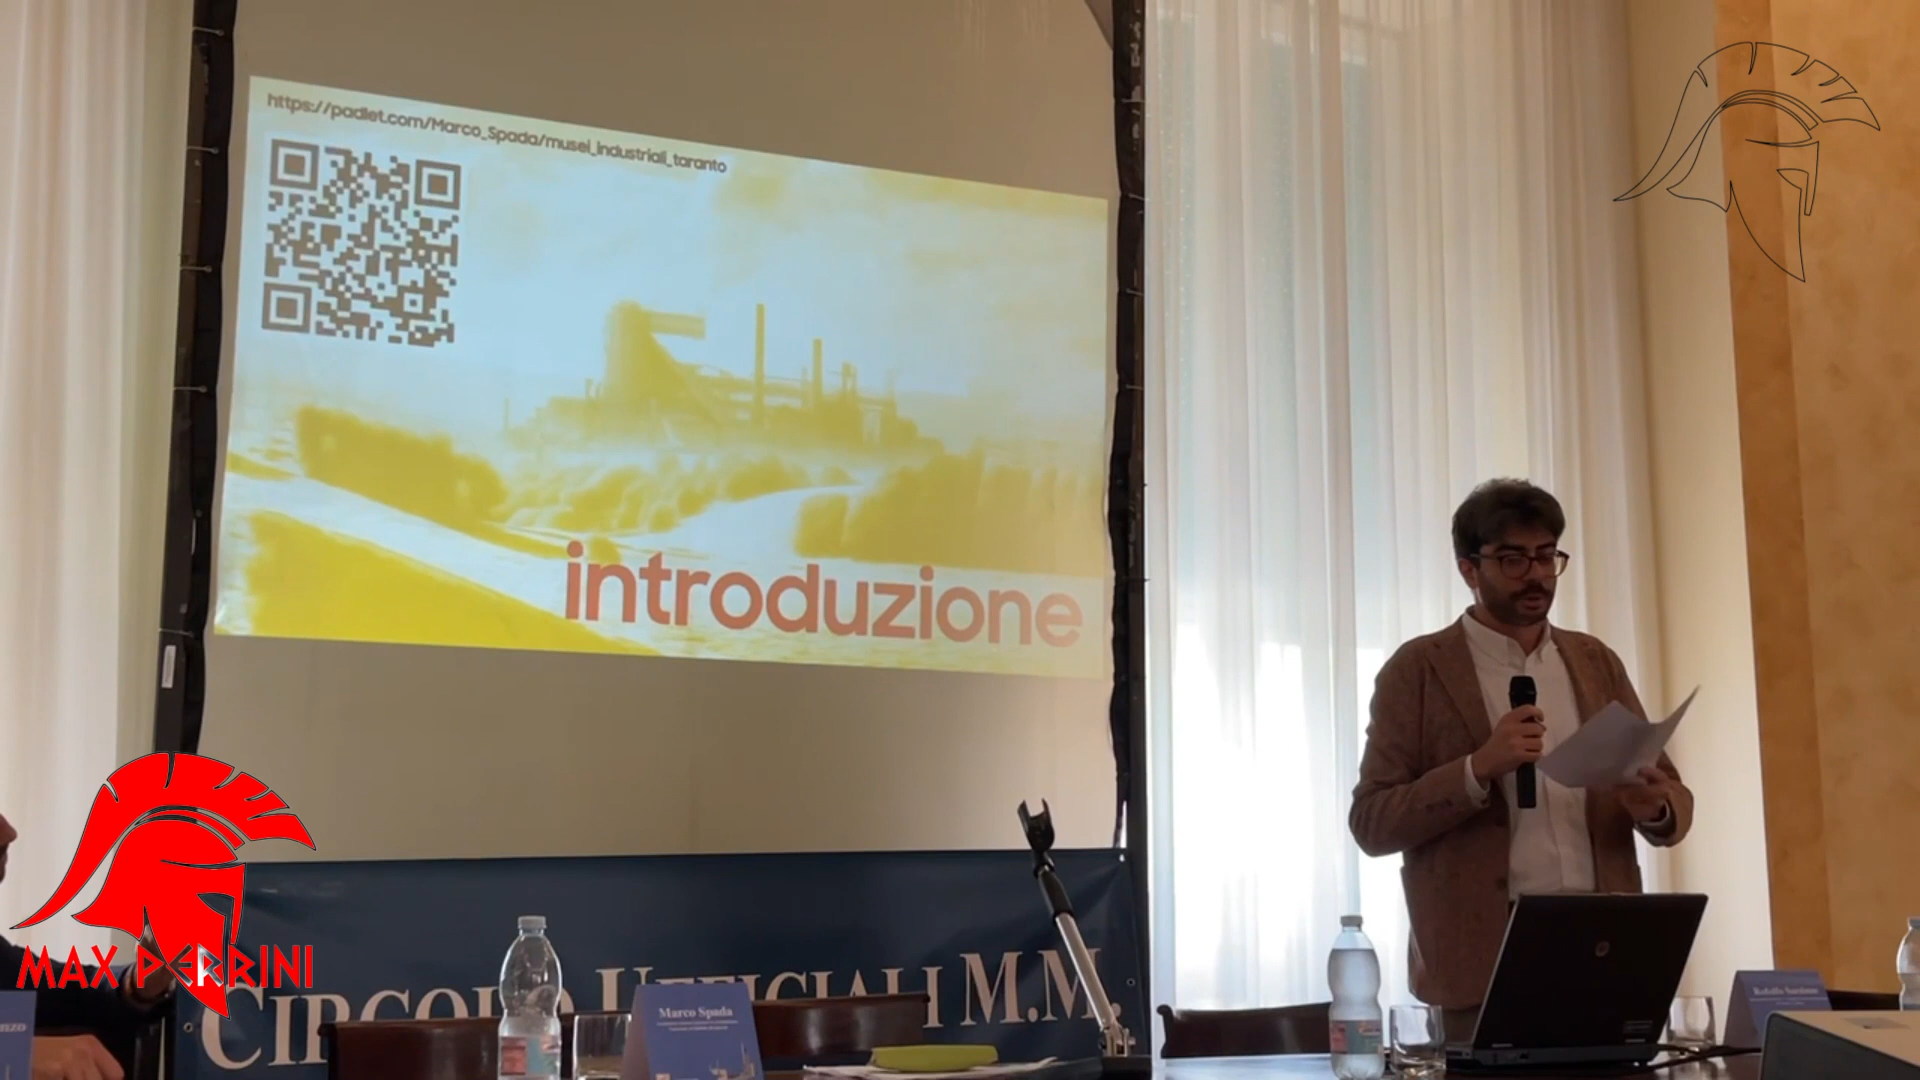 https://padlet.com/Marco_Spada/musei_industriali_taranto
introduzione
MAX PERRINI
CIRCOLO UFFICIALI M.M.
Marco Spada